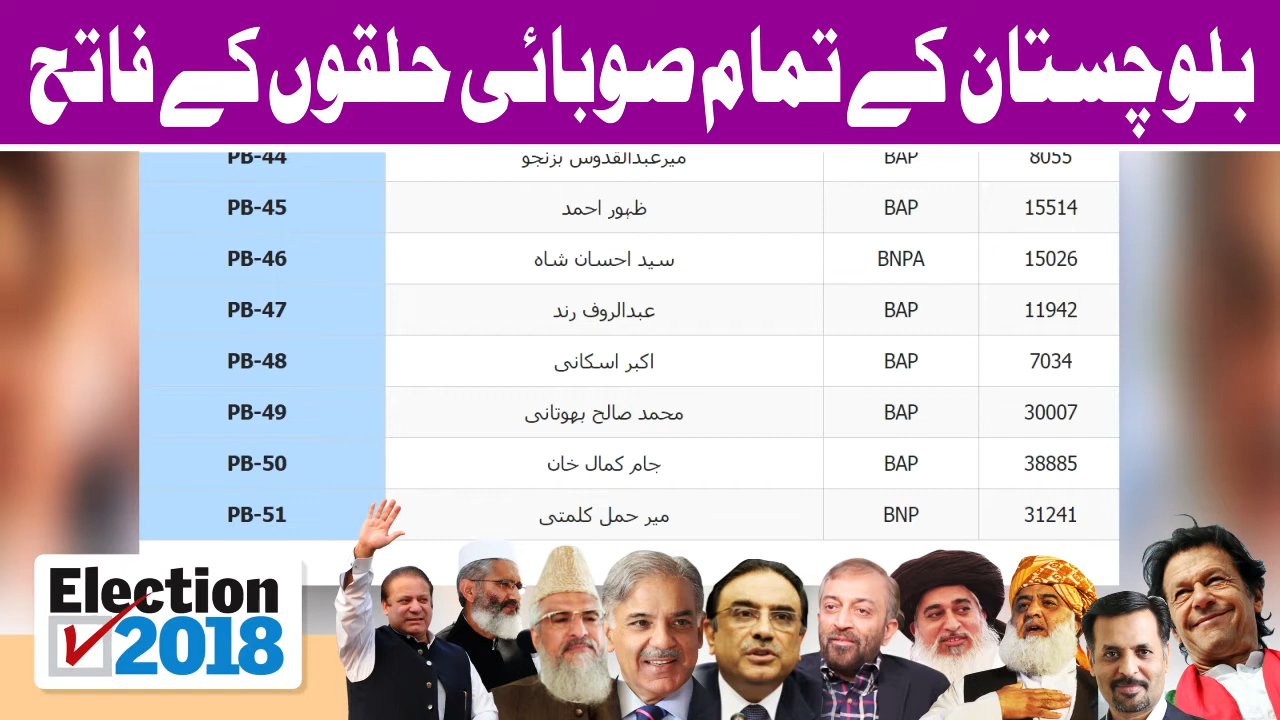 بلوچستان کے تمام صوبائی حلقوں کے فاتح
PB-44 میرعبدالقدوس بزنجو BAP 8055
PB-45 ظہور احمد BAP 15514
PB-46 سید احسان شاہ BNPA 15026
PB-47 عبدالروف رند BAP 11942
PB-48 اکبر اسکانی BAP 7034
PB-49 محمد صالح بھوتانی BAP 30007
PB-50 جام کمال خان BAP 38885
PB-51 میر حمل کلمتی BNP 31241
Election
2018